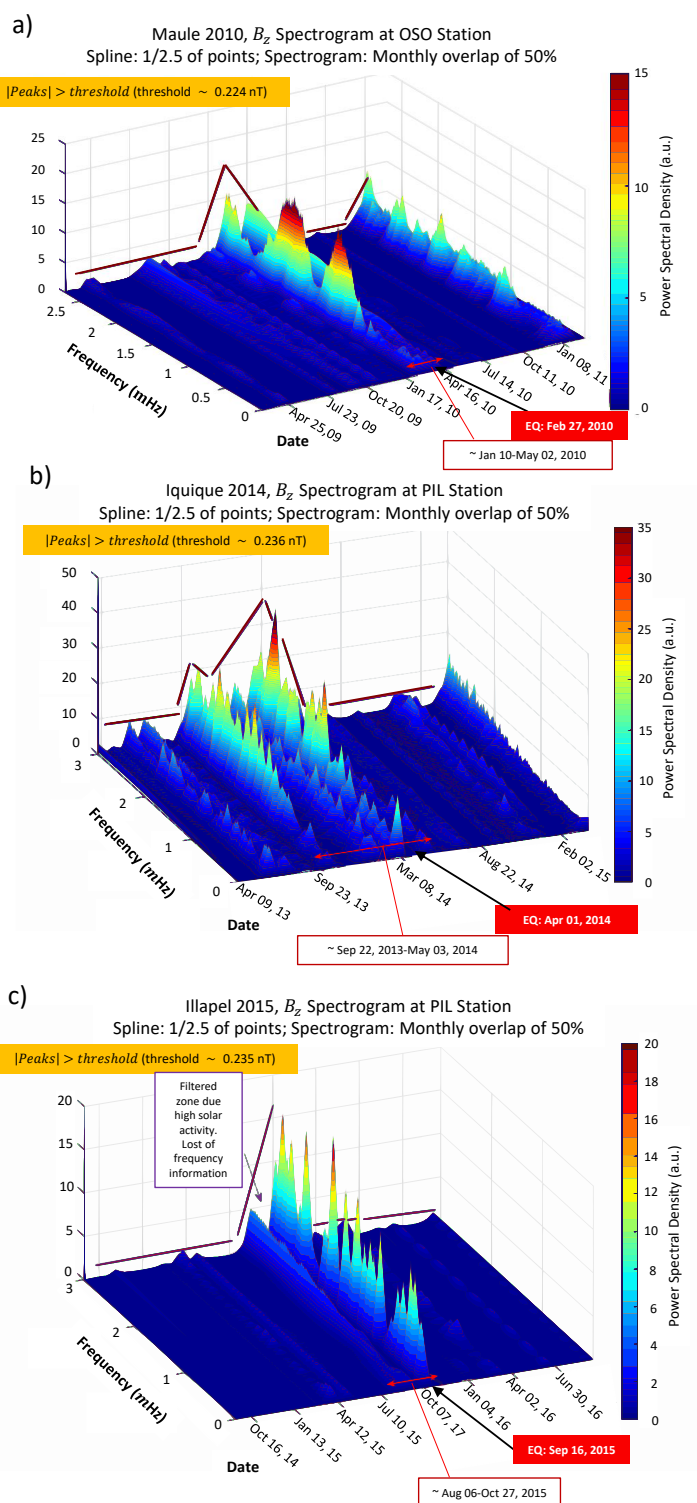 a)
Maule 2010, B_z Spectrogram at OSO Station
Spline: 1/2.5 of points; Spectrogram: Monthly overlap of 50%
|Peaks| > threshold (threshold ~ 0.224 nT)
25
20
15
10
5
0
2.5
2
1.5
1
0.5
0
Frequency (mHz)
Apr 25,09
Jul 23, 09
Oct 20, 09
Jan 17, 10
Apr 16, 10
Jul 14, 10
Oct 11, 10
Jan 08, 11
Date
EQ: Feb 27, 2010
~ Jan 10-May 02, 2010
15
10
5
0
Power Spectral Density (a.u.)
b)
Iquique 2014, B_z Spectrogram at PIL Station
Spline: 1/2.5 of points; Spectrogram: Monthly overlap of 50%
|Peaks| > threshold (threshold ~ 0.236 nT)
50
40
30
20
10
0
3
2
1
0
Frequency (mHz)
Apr 09, 13
Sep 23, 13
Mar 08, 14
Aug 22, 14
Feb 02, 15
Date
EQ: Apr 01, 2014
~ Sep 22, 2013-May 03, 2014
35
30
25
20
15
10
5
0
Power Spectral Density (a.u.)
c)
Illapel 2015, B_z Spectrogram at PIL Station
Spline: 1/2.5 of points; Spectrogram: Monthly overlap of 50%
|Peaks| > threshold (threshold ~ 0.235 nT)
Filtered
zone due
high solar
activity.
Lost of
frequency
information
20
15
10
5
0
3
2
1
0
Frequency (mHz)
Oct 16, 14
Jan 13, 15
Apr 12, 15
Jul 10, 15
Oct 07, 17
Jan 04, 16
Apr 02, 16
Jun 30, 16
Date
EQ: Sep 16, 2015
~ Aug 06-Oct 27, 2015
20
18
16
14
12
10
8
6
4
2
0
Power Spectral Density (a.u.)